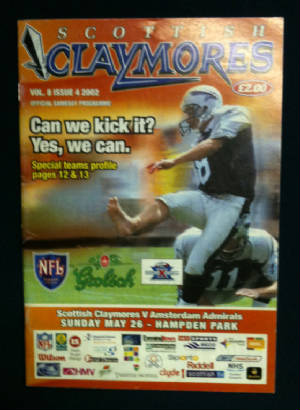 SCOTTISH
CLAYMORES
VOL. 8 ISSUE 4 2002
£2.00
OFFICIAL GAMEDAY PROGRAMME
Can we kick it?
Yes, we can.
Special teams profile
pages 12 & 13
NFL
Grolsch
11
Scottish Claymores V Amsterdam Admirals
SUNDAY MAY 26 - HAMPDEN PARK
Wilson
HMV
clyde
Riddell
NHS